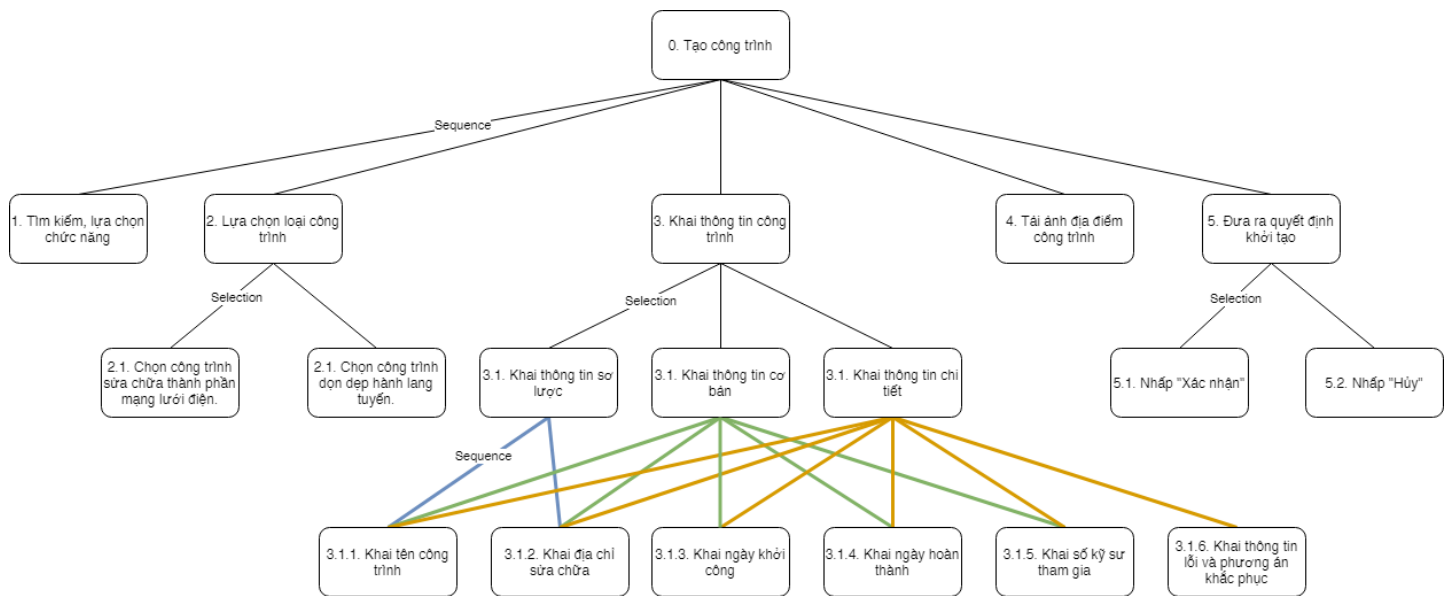 0. Tạo công trình
Sequence
1. Tìm kiếm, lựa chọn
chức năng
2. Lựa chọn loại công
trình
3. Khai thông tin công
trình
4. Tải ảnh địa điểm
công trình
5. Đưa ra quyết định
khởi tạo
Selection
Selection
Selection
2.1. Chọn công trình
sửa chữa thành phần
mạng lưới điện.
2.1. Chọn công trình
dọn dẹp hành lang
tuyến.
3.1. Khai thông tin sơ
lược
3.1. Khai thông tin cơ
bản
3.1. Khai thông tin chi
tiết
5.1. Nhấp "Xác nhận"
5.2. Nhấp "Hủy"
Sequence
3.1.1. Khai tên công
trình
3.1.2. Khai địa chỉ
sửa chữa
3.1.3. Khai ngày khởi
công
3.1.4. Khai ngày hoàn
thành
3.1.5. Khai số kỹ sư
tham gia
3.1.6. Khai thông tin
lỗi và phương án
khắc phục